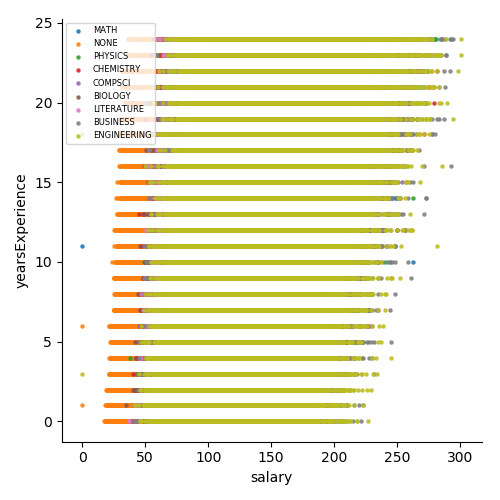 25
20
15
10
5
0
yearsExperience
MATH
NONE
PHYSICS
CHEMISTRY
COMPSCI
BIOLOGY
LITERATURE
BUSINESS
ENGINEERING
0 50 100 150 200 250 300
salary